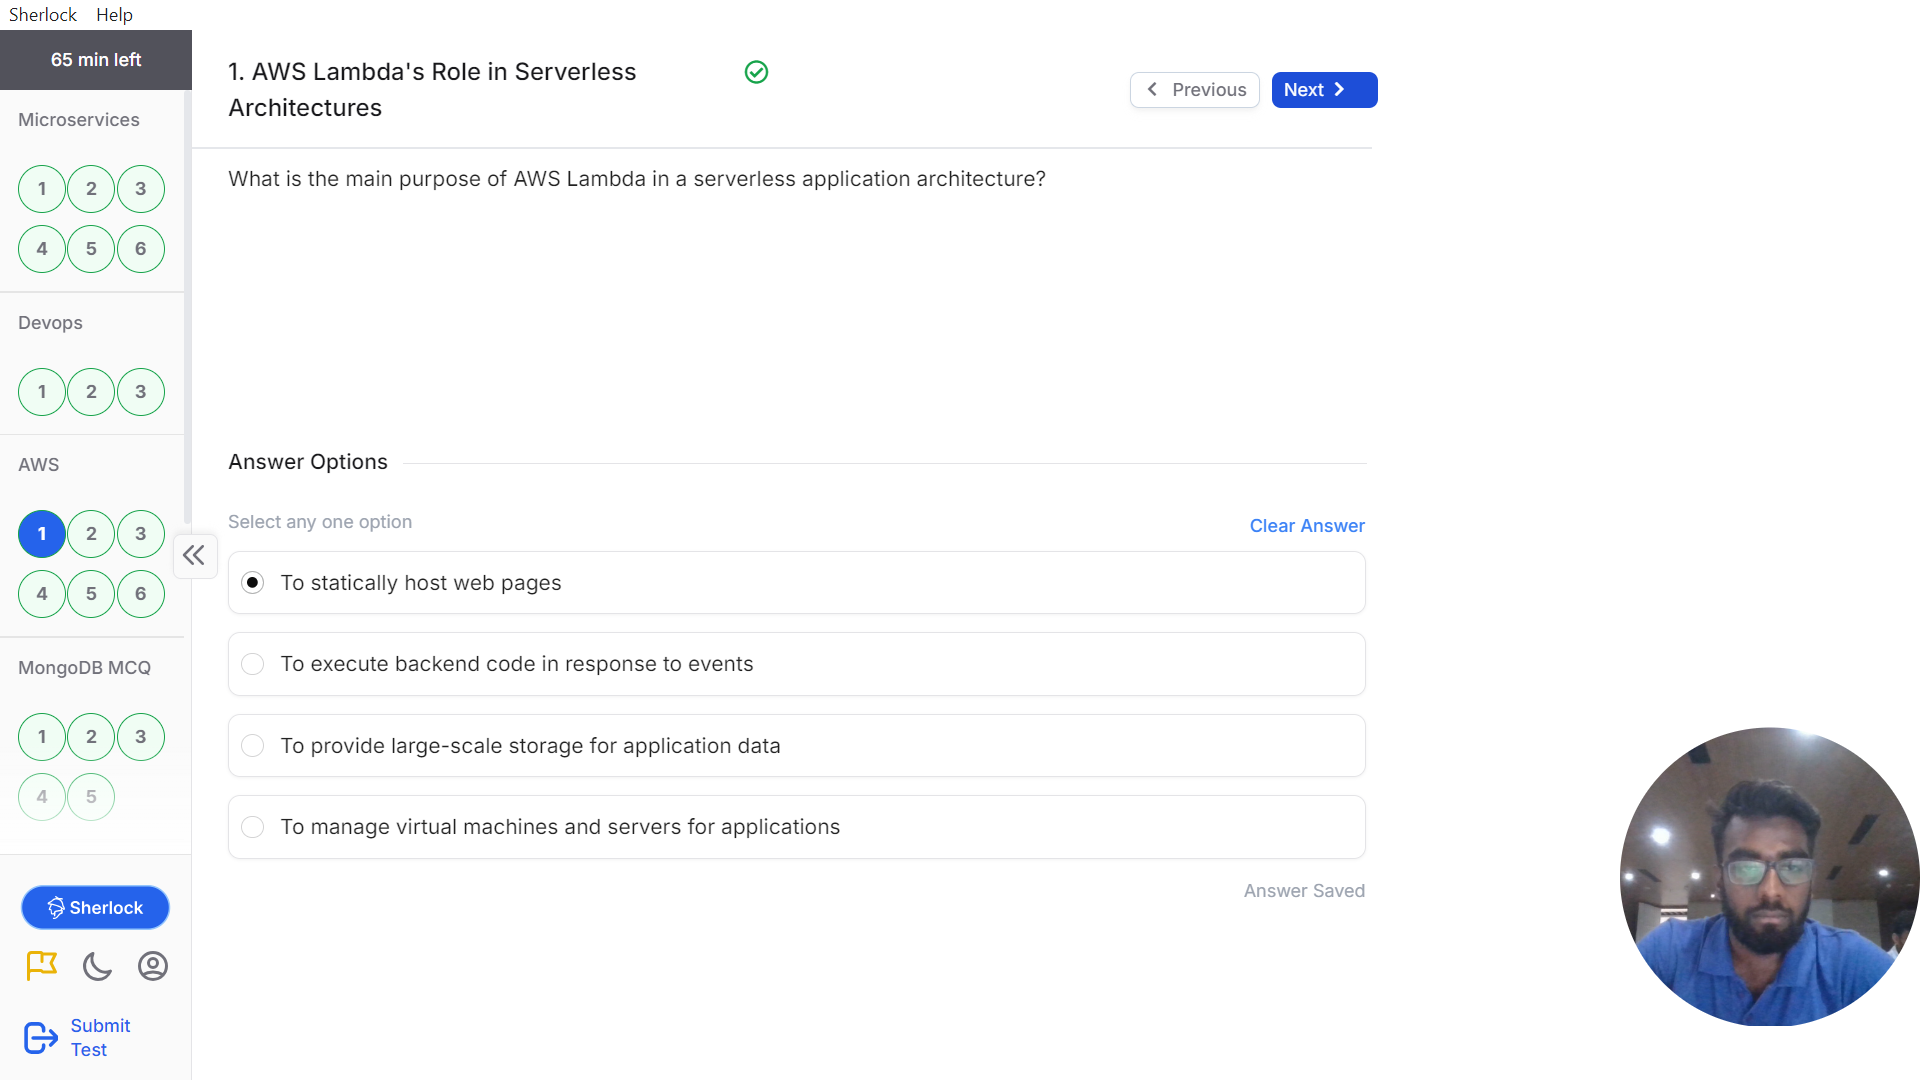 Sherlock Help
65 min left
Microservices
1 2 3
4 5 6
Devops
1 2 3
AWS
1 2 3
4 5 6
MongoDB MCQ
1 2 3
4 5
Sherlock
Submit
Test
1. AWS Lambda's Role in Serverless
Architectures
Previous
Next
What is the main purpose of AWS Lambda in a serverless application architecture?
Answer Options
Select any one option
Clear Answer
To statically host web pages
To execute backend code in response to events
To provide large-scale storage for application data
To manage virtual machines and servers for applications
Answer Saved